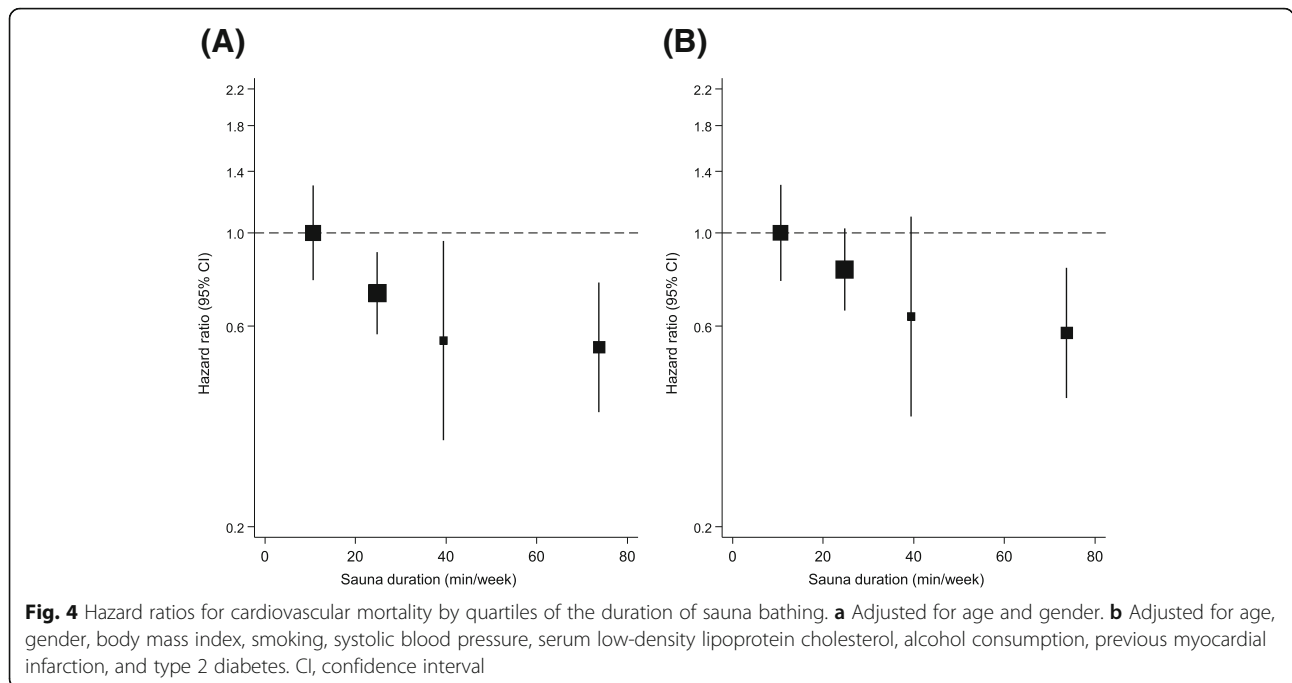 (A)
(B)
2.2
1.8
1.4
1.0
0.6
0.2
Hazard ratio (95% CI)
0
20
40
60
80
Sauna duration (min/week)
2.2
1.8
1.4
1.0
0.6
0.2
Hazard ratio (95% CI)
0
20
40
60
80
Sauna duration (min/week)
Fig. 4 Hazard ratios for cardiovascular mortality by quartiles of the duration of sauna bathing. a Adjusted for age and gender. b Adjusted for age,
gender, body mass index, smoking, systolic blood pressure, serum low-density lipoprotein cholesterol, alcohol consumption, previous myocardial
infarction, and type 2 diabetes. CI, confidence interval